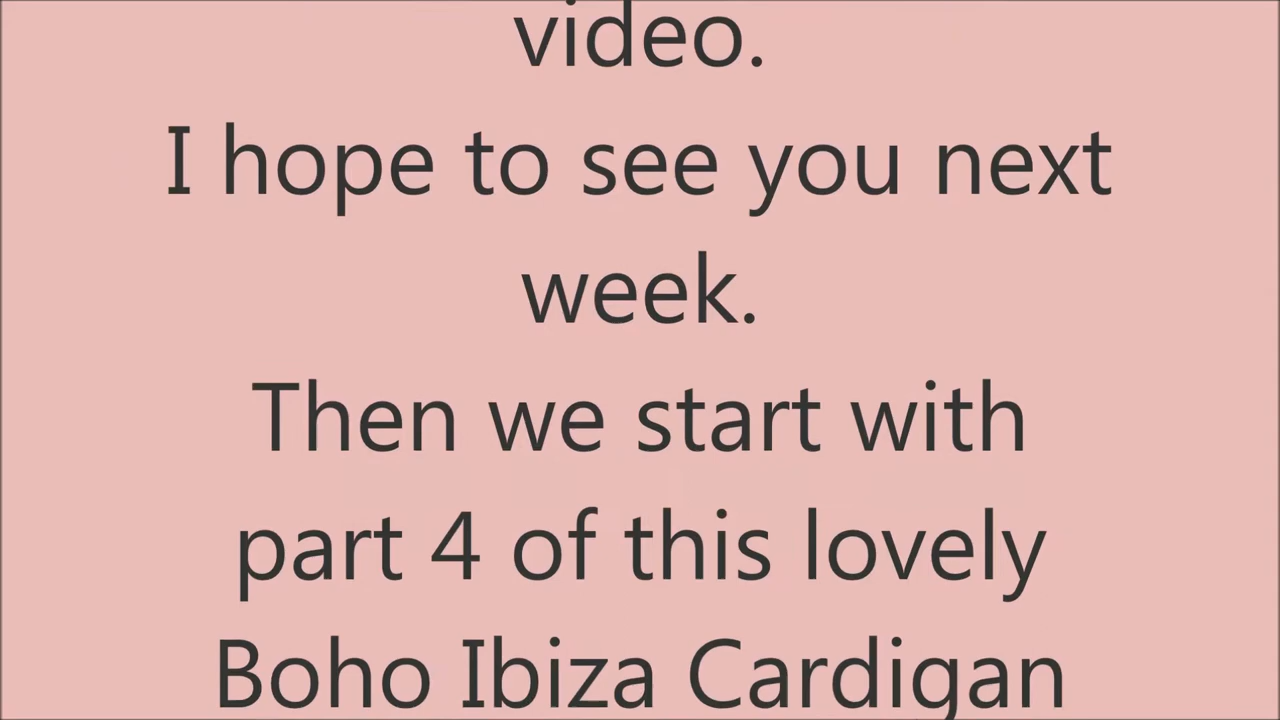 video.
I hope to see you next
week.
Then we start with
part 4 of this lovely
Boho Ibiza Cardigan